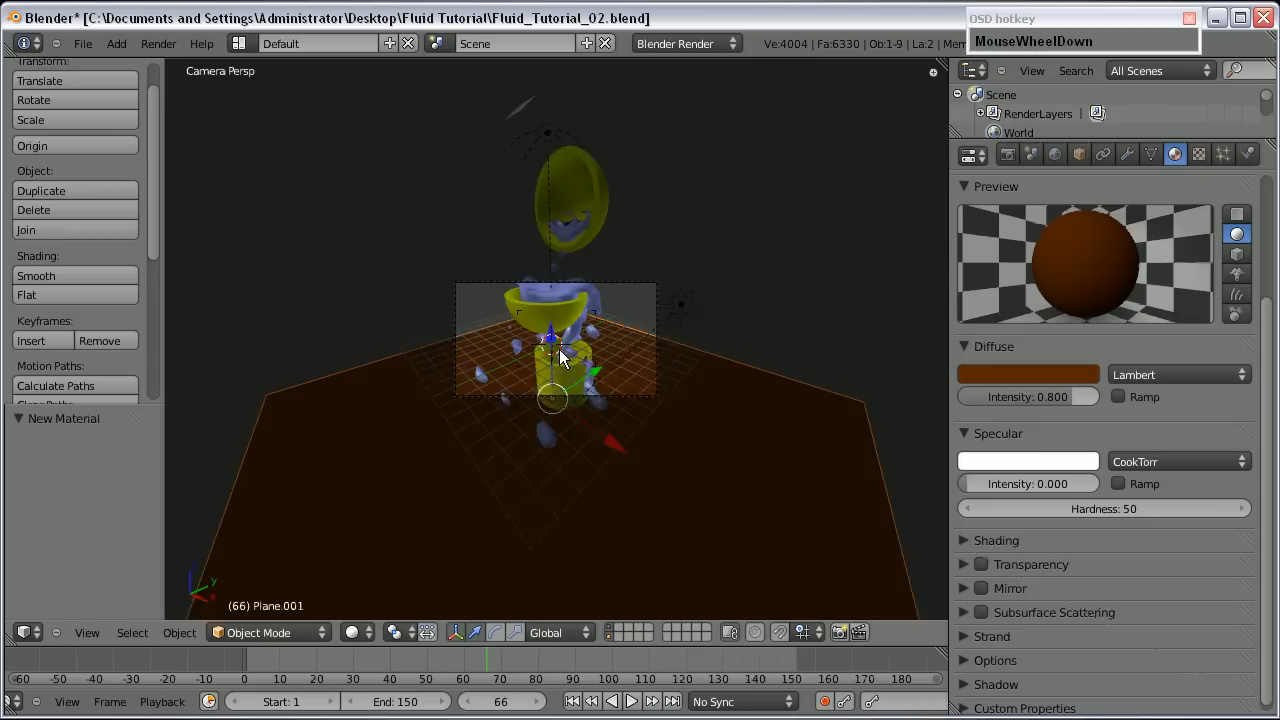 Blender* [C:\Documents and Settings\Administrator\Desktop\Fluid Tutorial\Fluid_Tutorial_02.blend]
OSD hotkey
MouseWheelDown
File Add Render Help Default Scene Blender Render Ve:4004 | Fa:6330 | Ob:1-9 | La:2 | Mem
Transform:
Translate
Rotate
Scale
Origin
Object:
Duplicate
Delete
Join
Shading:
Smooth
Flat
Keyframes:
Insert Remove
Motion Paths:
Calculate Paths
New Material
Camera Persp
(66) Plane.001
View Search All Scenes
Scene
RenderLayers |
World
Preview
Diffuse
Lambert
Intensity: 0.800 Ramp
Specular
CookTorr
Intensity: 0.000 Ramp
Hardness: 50
Shading
Transparency
Mirror
Subsurface Scattering
Strand
Options
Shadow
Custom Properties
View Select Object Object Mode Global
-60 -50 -40 -30 -20 -10 0 10 20 30 40 50 60 70 80 90 100 110 120 130 140 150 160 170 180
View Frame Playback Start: 1 End: 150 66 No Sync